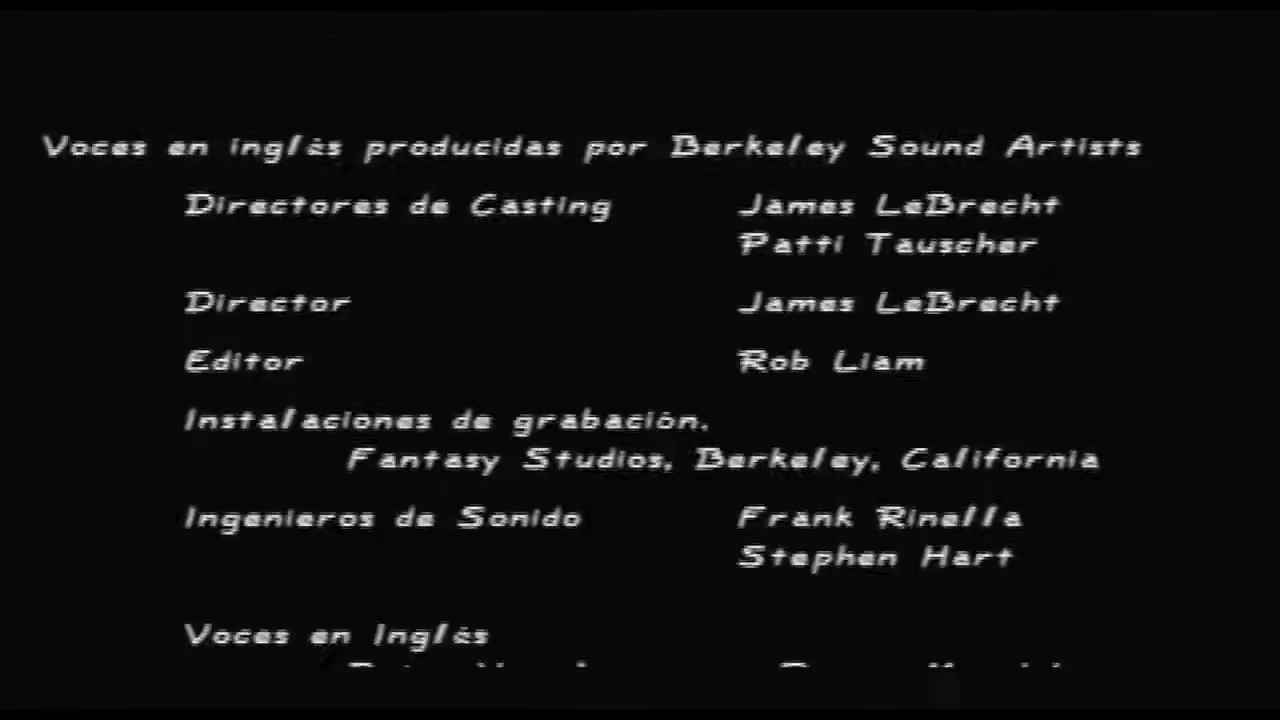 Voces en inglés producidas por Berkeley Sound Artists
Directores de Casting James LeBrecht
Patti Tauscher
Director James LeBrecht
Editor Rob Liam
Instalaciones de grabación.
Fantasy Studios, Berkeley, California
Ingenieros de Sonido Frank Rinella
Stephen Hart
Voces en Inglés